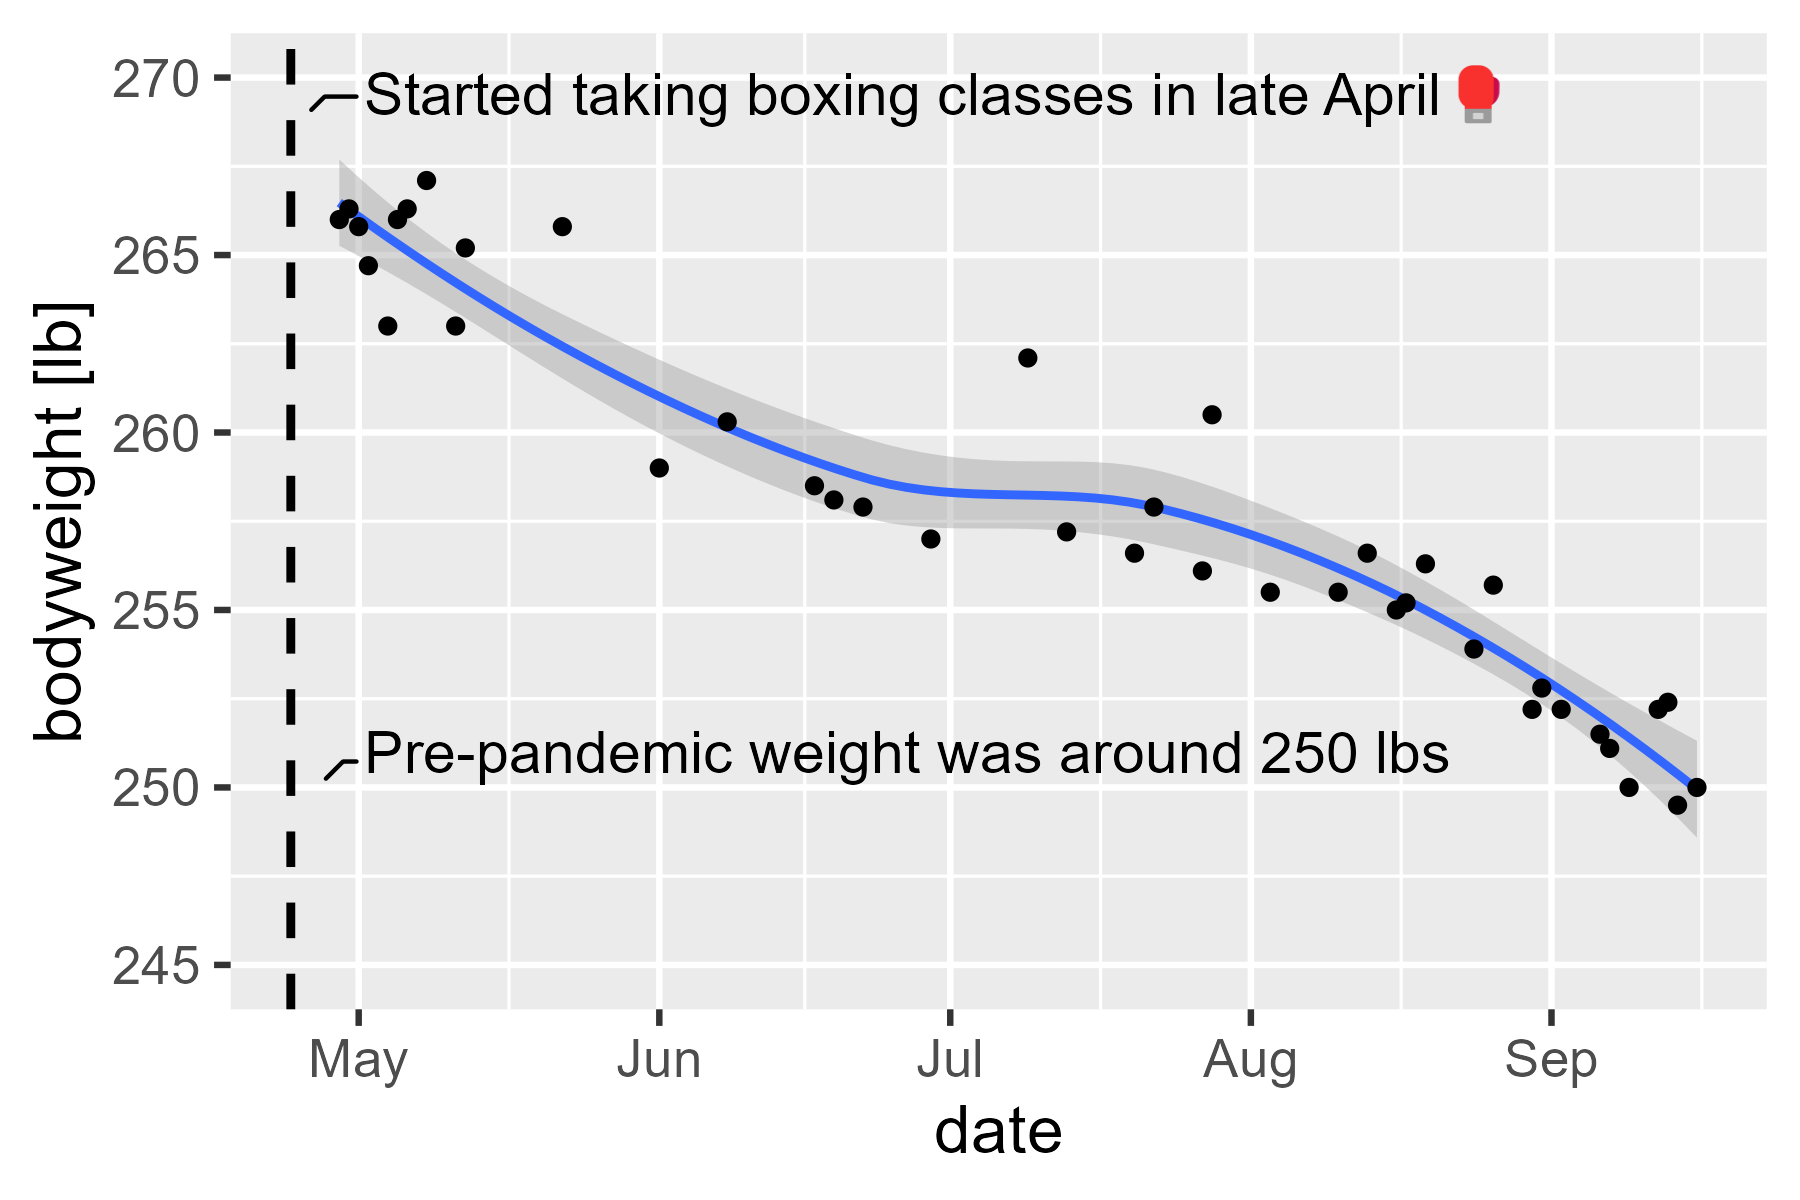 270
Started taking boxing classes in late April 🥊
265
260
255
Pre-pandemic weight was around 250 lbs
250
245
bodyweight [lb]
May Jun Jul Aug Sep
date